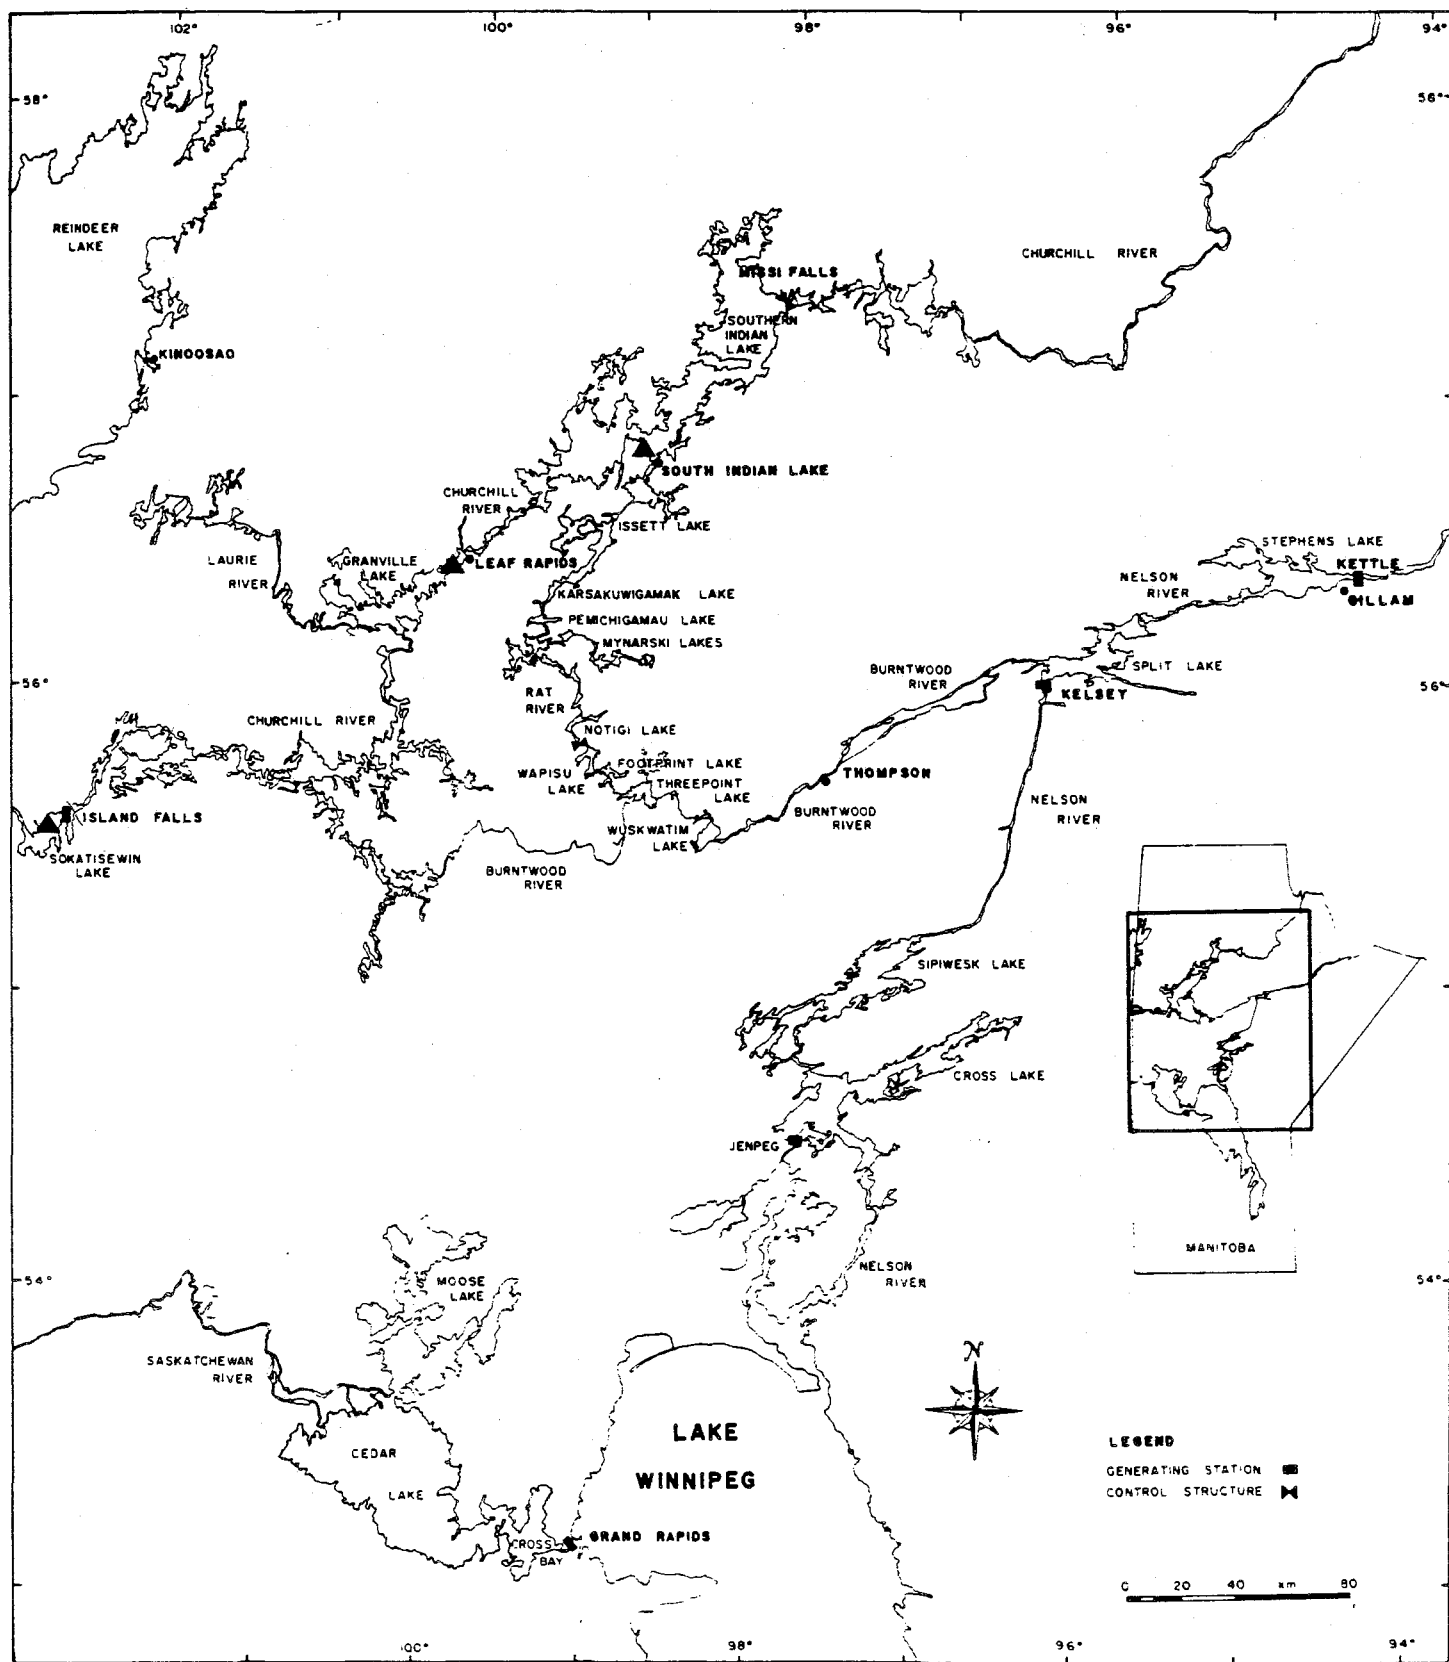 102°
100°
98°
96°
94°
58°
56°
REINDEER
LAKE
CHURCHILL RIVER
MISSI FALLS
SOUTHERN
INDIAN
LAKE
KINOOSAO
SOUTH INDIAN LAKE
CHURCHILL
RIVER
ISSETT LAKE
STEPHENS LAKE
LAURIE
RIVER
GRANVILLE
LAKE
LEAF RAPIDS
KETTLE
NELSON
RIVER
GILLAM
KARSAKUWIGAMAK LAKE
PEMICHIGAMAU LAKE
MYNARSKI LAKES
BURNTWOOD
RIVER
SPLIT LAKE
56°
56°
RAT
RIVER
KELSEY
CHURCHILL RIVER
NOTIGI LAKE
WAPISU
LAKE
FOOTPRINT LAKE
THREEPOINT
LAKE
THOMPSON
NELSON
RIVER
ISLAND FALLS
BURNTWOOD
RIVER
WUSKWATIM
LAKE
SOKATISEWIN
LAKE
BURNTWOOD
RIVER
SIPIWESK LAKE
CROSS LAKE
JENPEG
MANITOBA
54°
54°
MOOSE
LAKE
NELSON
RIVER
SASKATCHEWAN
RIVER
N
LAKE
WINNIPEG
CEDAR
LAKE
LEGEND
GENERATING STATION
CONTROL STRUCTURE
GRAND RAPIDS
CROSS
BAY
0 20 40 km 80
100°
98°
96°
94°